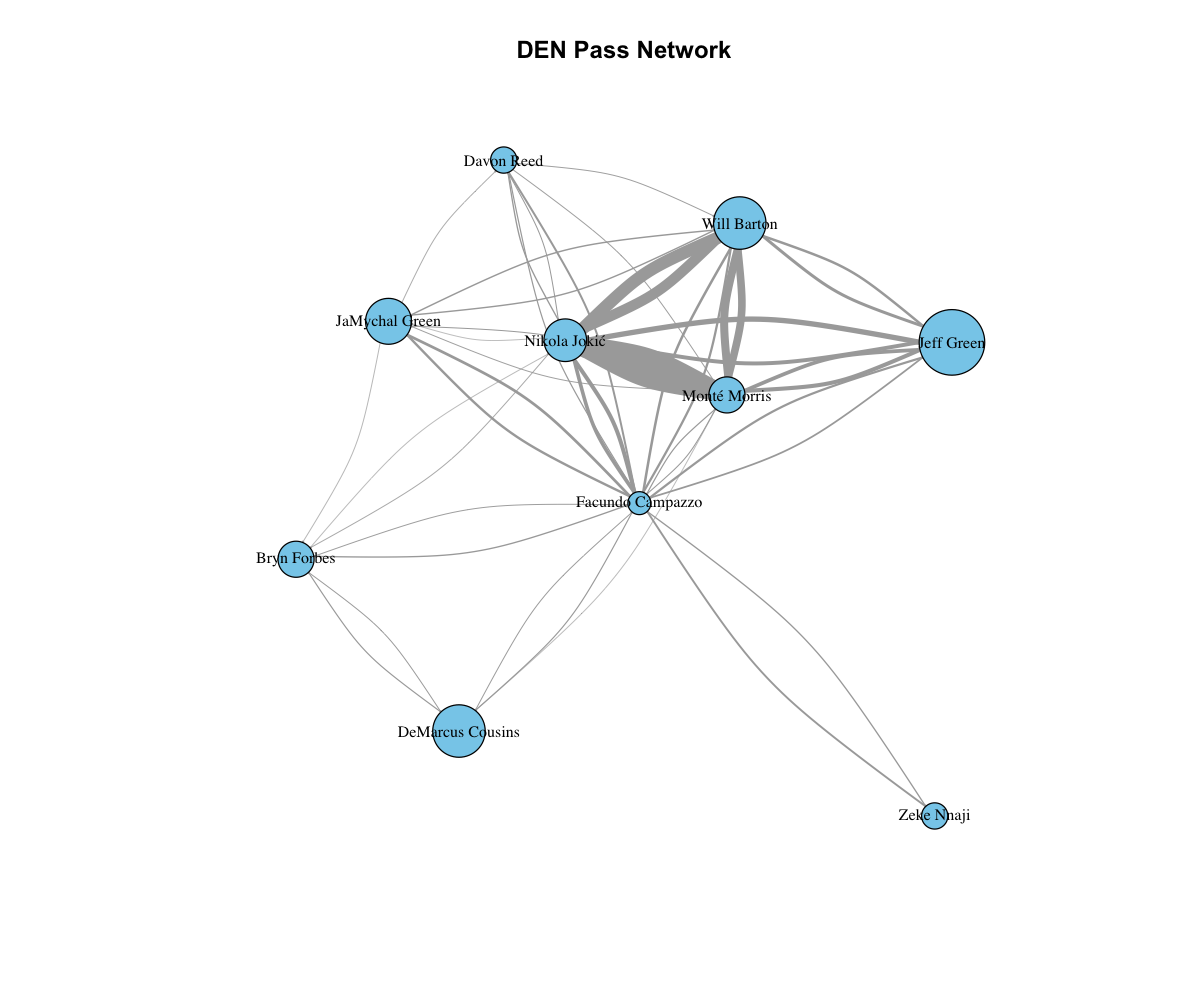 DEN Pass Network
Davon Reed
Will Barton
JaMychal Green
Nikola Jokić
Jeff Green
Monté Morris
Facundo Campazzo
Bryn Forbes
DeMarcus Cousins
Zeke Nnaji